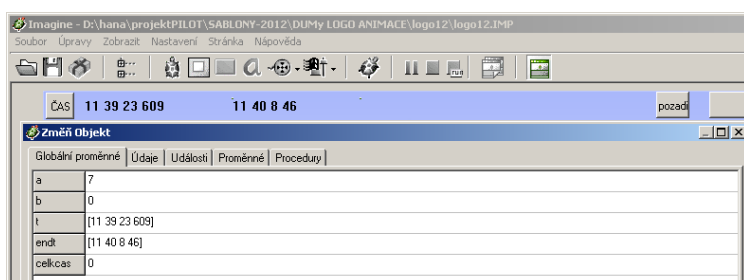 Imagine - D:\hana\projektPILOT\SABLONY-2012\DUMy LOGO ANIMACE\logo12\logo12.IMP
Soubor Úpravy Zobrazit Nastavení Stránka Nápověda
run
ČAS 11 39 23 609 11 40 8 46 pozadi
Změň Objekt
Globální proměnné Údaje Události Proměnné Procedury
a 7
b 0
t [11 39 23 609]
endt [11 40 8 46]
celkcas 0